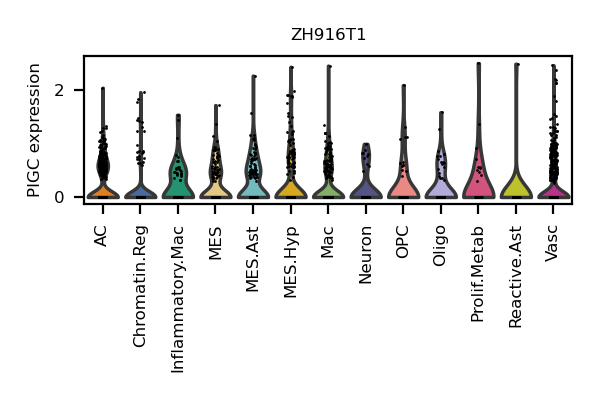 ZH916T1
PIGC expression
2
0
AC
Chromatin.Reg
Inflammatory.Mac
MES
MES.Ast
MES.Hyp
Mac
Neuron
OPC
Oligo
Prolif.Metab
Reactive.Ast
Vasc